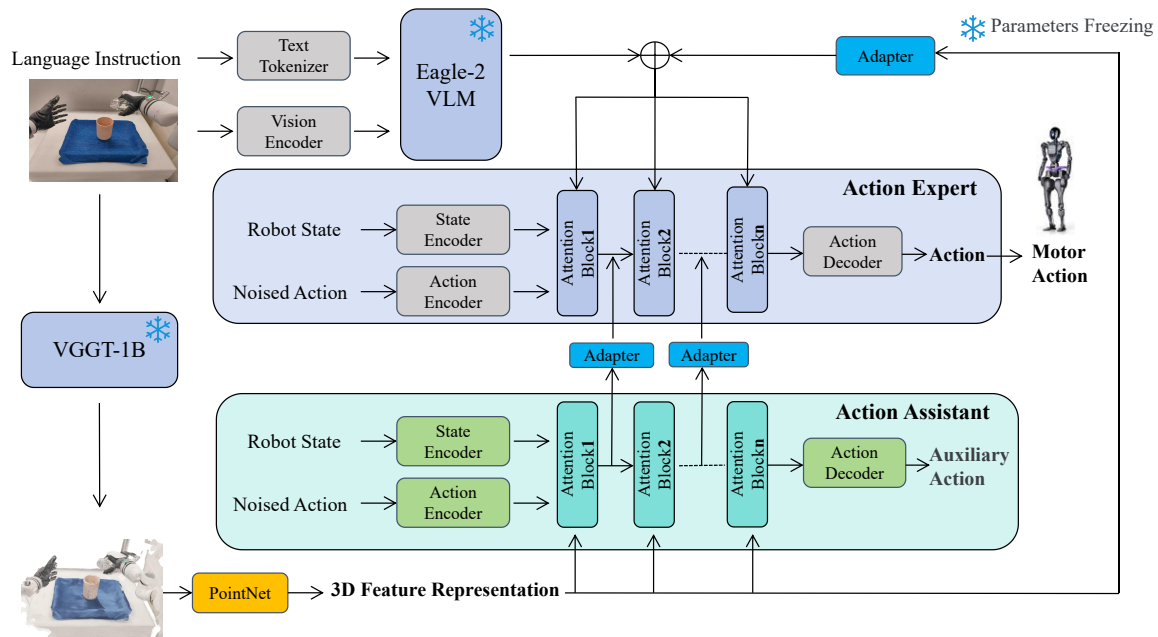 Parameters Freezing
Language Instruction
Text
Tokenizer
Vision
Encoder
Eagle-2
VLM
Adapter
Action Expert
Robot State
State
Encoder
Noised Action
Action
Encoder
Attention
Block1
Attention
Block2
Attention
Blockn
Action
Decoder
Action
Motor
Action
VGGT-1B
Adapter
Adapter
Action Assistant
Robot State
State
Encoder
Noised Action
Action
Encoder
Attention
Block1
Attention
Block2
Attention
Blockn
Action
Decoder
Auxiliary
Action
PointNet
3D Feature Representation